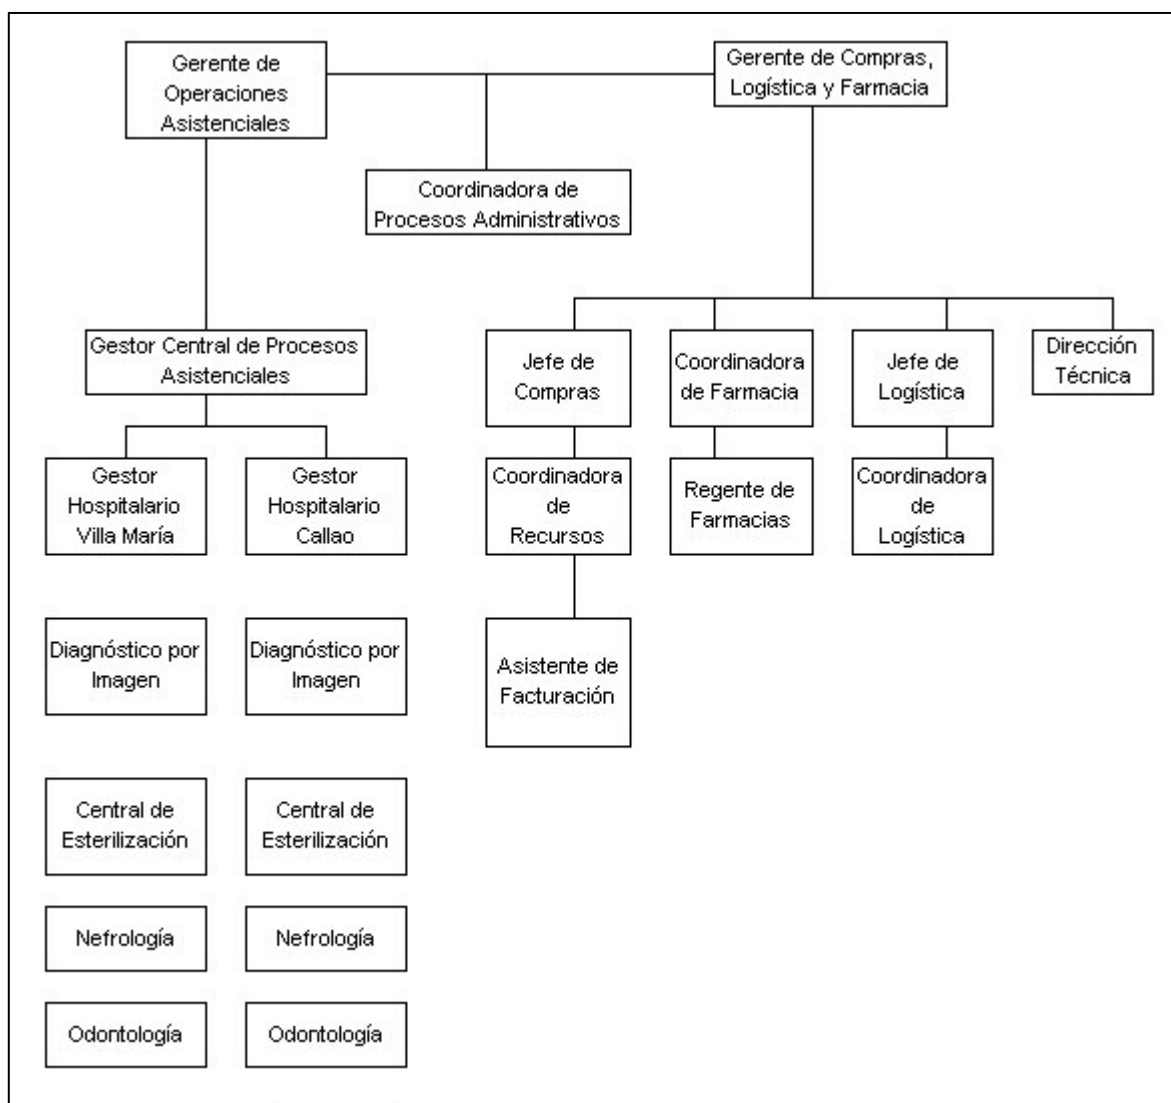 Gerente de
Operaciones
Asistenciales
Gerente de Compras,
Logística y Farmacia
Coordinadora de
Procesos Administrativos
Gestor Central de Procesos
Asistenciales
Jefe de
Compras
Coordinadora
de Farmacia
Jefe de
Logística
Dirección
Técnica
Gestor
Hospitalario
Villa María
Gestor
Hospitalario
Callao
Coordinadora
de
Recursos
Regente de
Farmacias
Coordinadora
de
Logística
Diagnóstico por
Imagen
Diagnóstico por
Imagen
Asistente de
Facturación
Central de
Esterilización
Central de
Esterilización
Nefrología
Nefrología
Odontología
Odontología